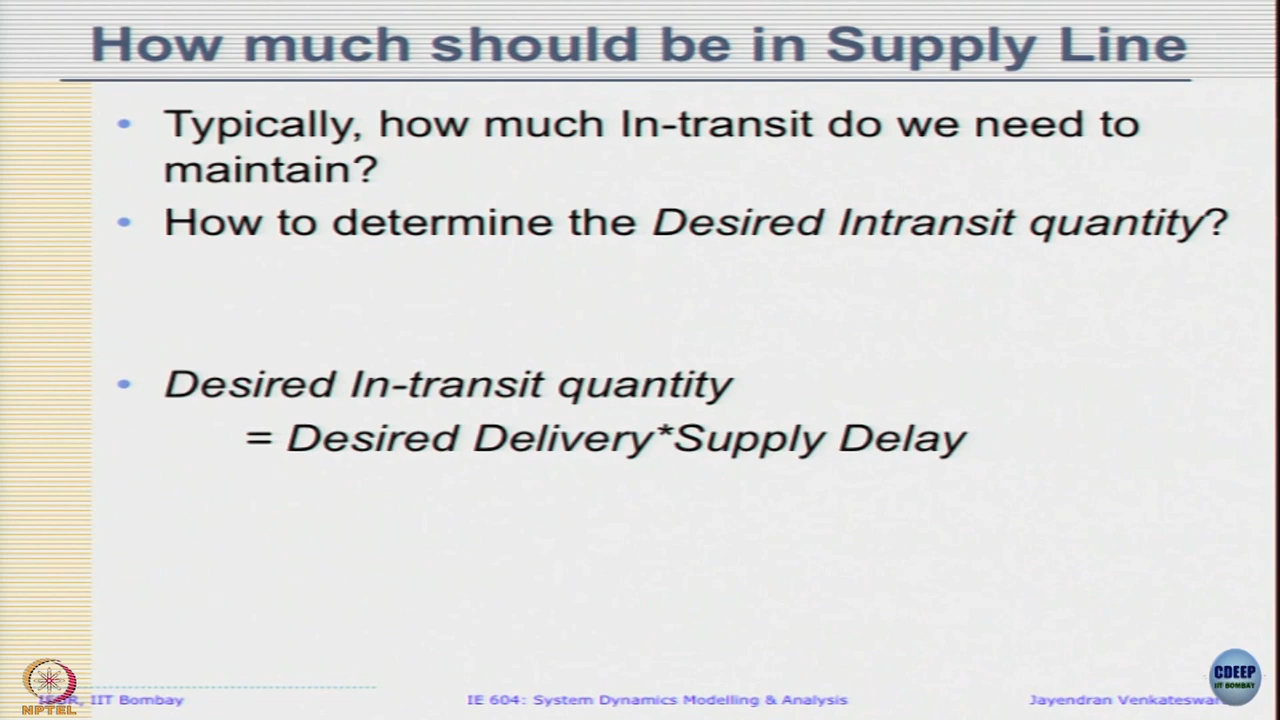 How much should be in Supply Line
• Typically, how much In-transit do we need to
maintain?
• How to determine the Desired Intransit quantity?
• Desired In-transit quantity
= Desired Delivery*Supply Delay
IIT Bombay
IE 604: System Dynamics Modelling & Analysis
Jayendran
NPTEL
CDEEP
IIT BOMBAY